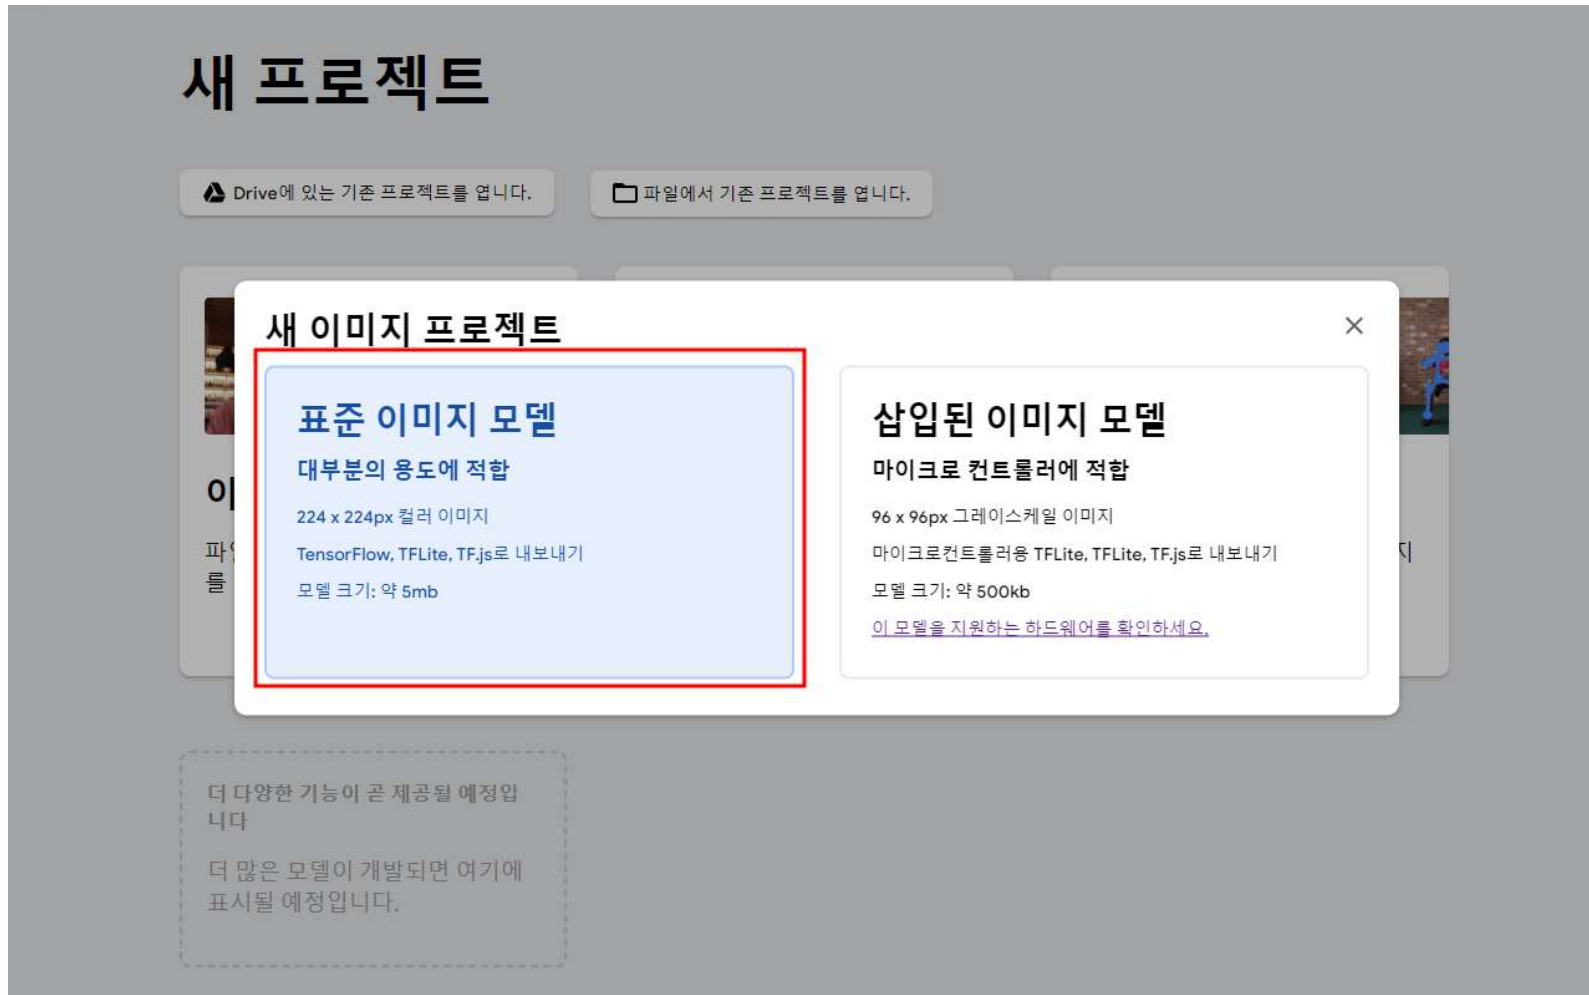 새 프로젝트
Drive에 있는 기존 프로젝트를 엽니다.
파일에서 기존 프로젝트를 엽니다.
새 이미지 프로젝트
표준 이미지 모델
대부분의 용도에 적합
224 x 224px 컬러 이미지
TensorFlow, TFLite, TF.js로 내보내기
모델 크기: 약 5mb
삽입된 이미지 모델
마이크로 컨트롤러에 적합
96 x 96px 그레이스케일 이미지
마이크로컨트롤러용 TFLite, TFLite, TF.js로 내보내기
모델 크기: 약 500kb
이 모델을 지원하는 하드웨어를 확인하세요.
를
더 다양한 기능이 곧 제공될 예정입
니다
더 많은 모델이 개발되면 여기에
표시될 예정입니다.